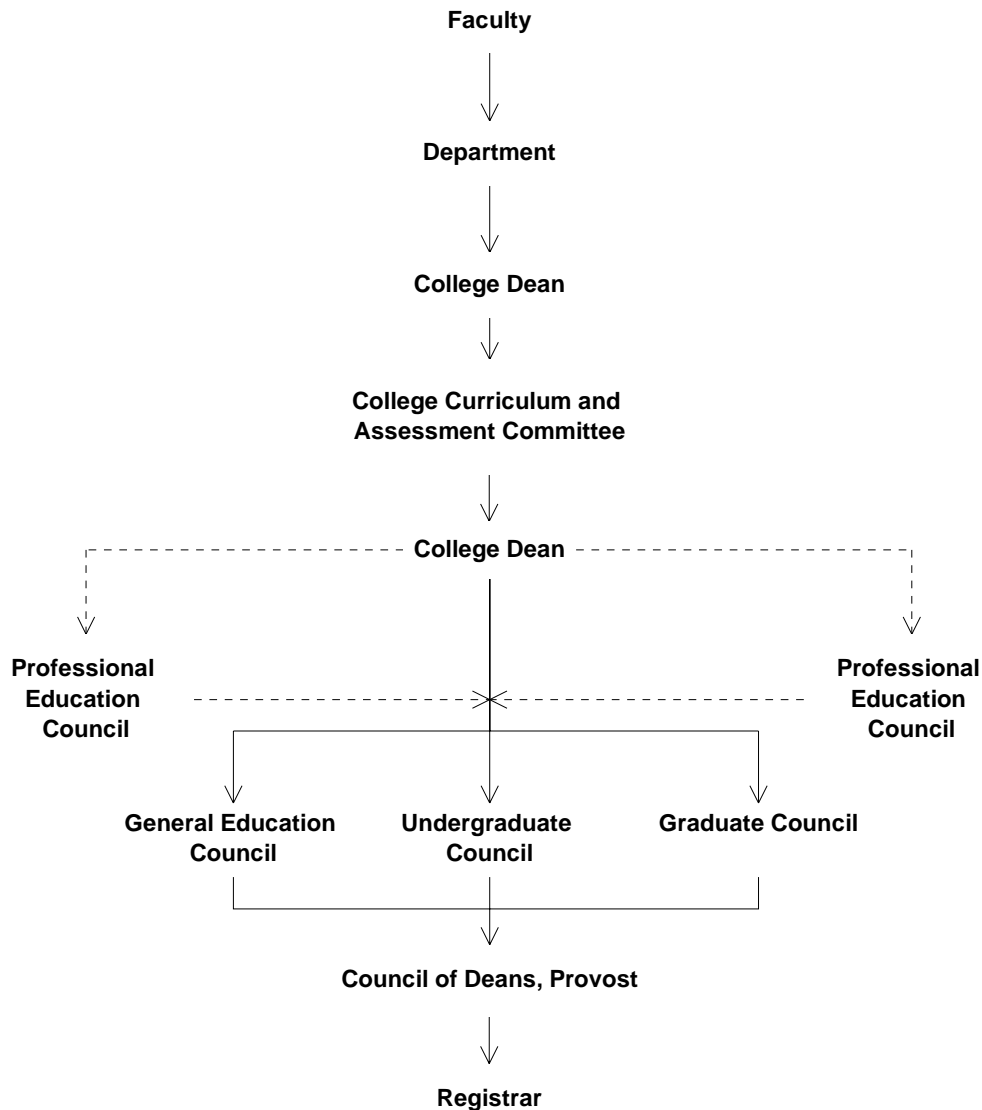 Faculty
Department
College Dean
College Curriculum and
Assessment Committee
College Dean
Professional
Education
Council
Professional
Education
Council
General Education
Council
Undergraduate
Council
Graduate Council
Council of Deans, Provost
Registrar